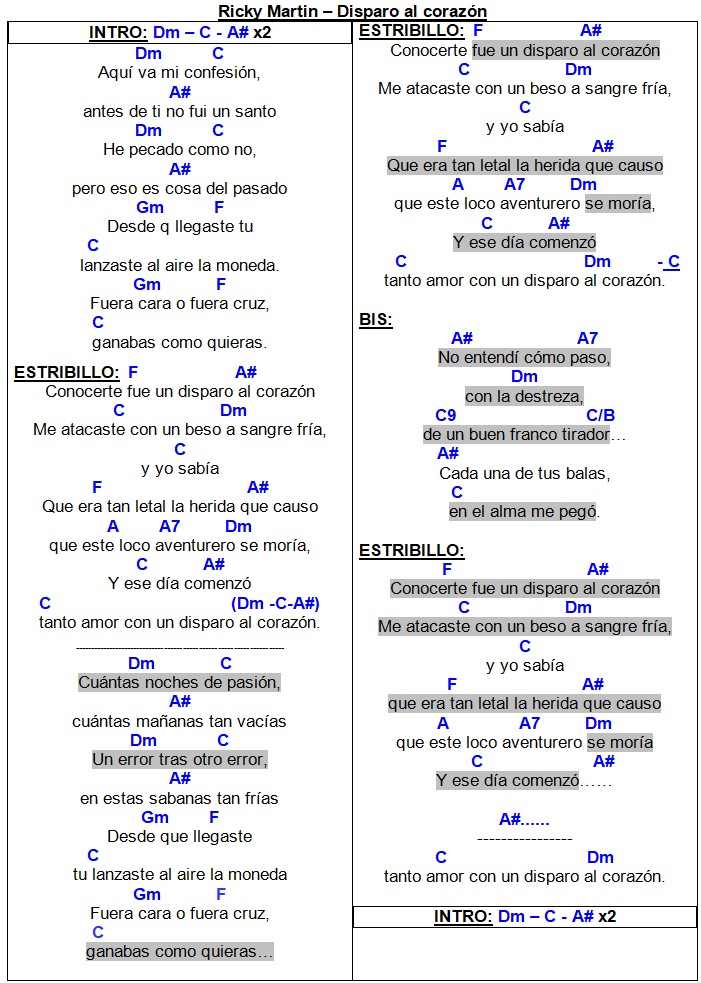 Ricky Martin – Disparo al corazón
INTRO: Dm – C - A# x2
Dm C
Aquí va mi confesión,
A#
antes de ti no fui un santo
Dm C
He pecado como no,
A#
pero eso es cosa del pasado
Gm F
Desde q llegaste tu
C
lanzaste al aire la moneda.
Gm F
Fuera cara o fuera cruz,
C
ganabas como quieras.
ESTRIBILLO: F A#
Conocerte fue un disparo al corazón
C Dm
Me atacaste con un beso a sangre fría,
C
y yo sabía
F A#
Que era tan letal la herida que causo
A A7 Dm
que este loco aventurero se moría,
C A#
Y ese día comenzó
C (Dm -C-A#)
tanto amor con un disparo al corazón.
Dm C
Cuántas noches de pasión,
A#
cuántas mañanas tan vacías
Dm C
Un error tras otro error,
A#
en estas sabanas tan frías
Gm F
Desde que llegaste
C
tu lanzaste al aire la moneda
Gm F
Fuera cara o fuera cruz,
C
ganabas como quieras…
ESTRIBILLO: F A#
Conocerte fue un disparo al corazón
C Dm
Me atacaste con un beso a sangre fría,
C
y yo sabía
F A#
Que era tan letal la herida que causo
A A7 Dm
que este loco aventurero se moría,
C A#
Y ese día comenzó
C Dm - C
tanto amor con un disparo al corazón.
BIS:
A# A7
No entendí cómo paso,
Dm
con la destreza,
C9 C/B
de un buen franco tirador…
A#
Cada una de tus balas,
C
en el alma me pegó.
ESTRIBILLO:
F A#
Conocerte fue un disparo al corazón
C Dm
Me atacaste con un beso a sangre fría,
C
y yo sabía
F A#
que era tan letal la herida que causo
A A7 Dm
que este loco aventurero se moría
C A#
Y ese día comenzó……
A#......
----------------
C Dm
tanto amor con un disparo al corazón.
INTRO: Dm – C - A# x2